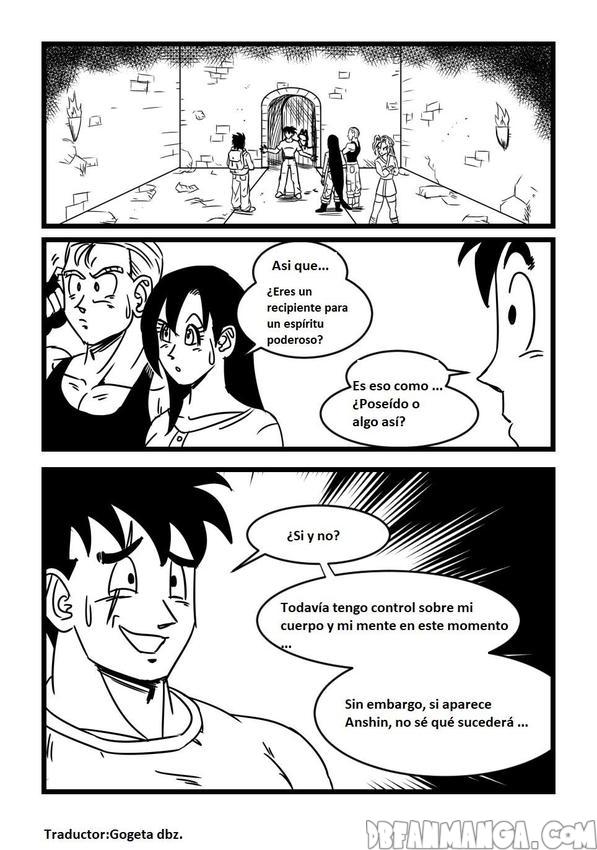 Asi que...
¿Eres un
recipiente para
un espíritu
poderoso?
Es eso como ...
¿Poseído o
algo así?
¿Si y no?
Todavía tengo control sobre mi
cuerpo y mi mente en este momento
...
Sin embargo, si aparece
Anshin, no sé qué sucederá ...
Traductor:Gogeta dbz.
DBFANMANGA.COM